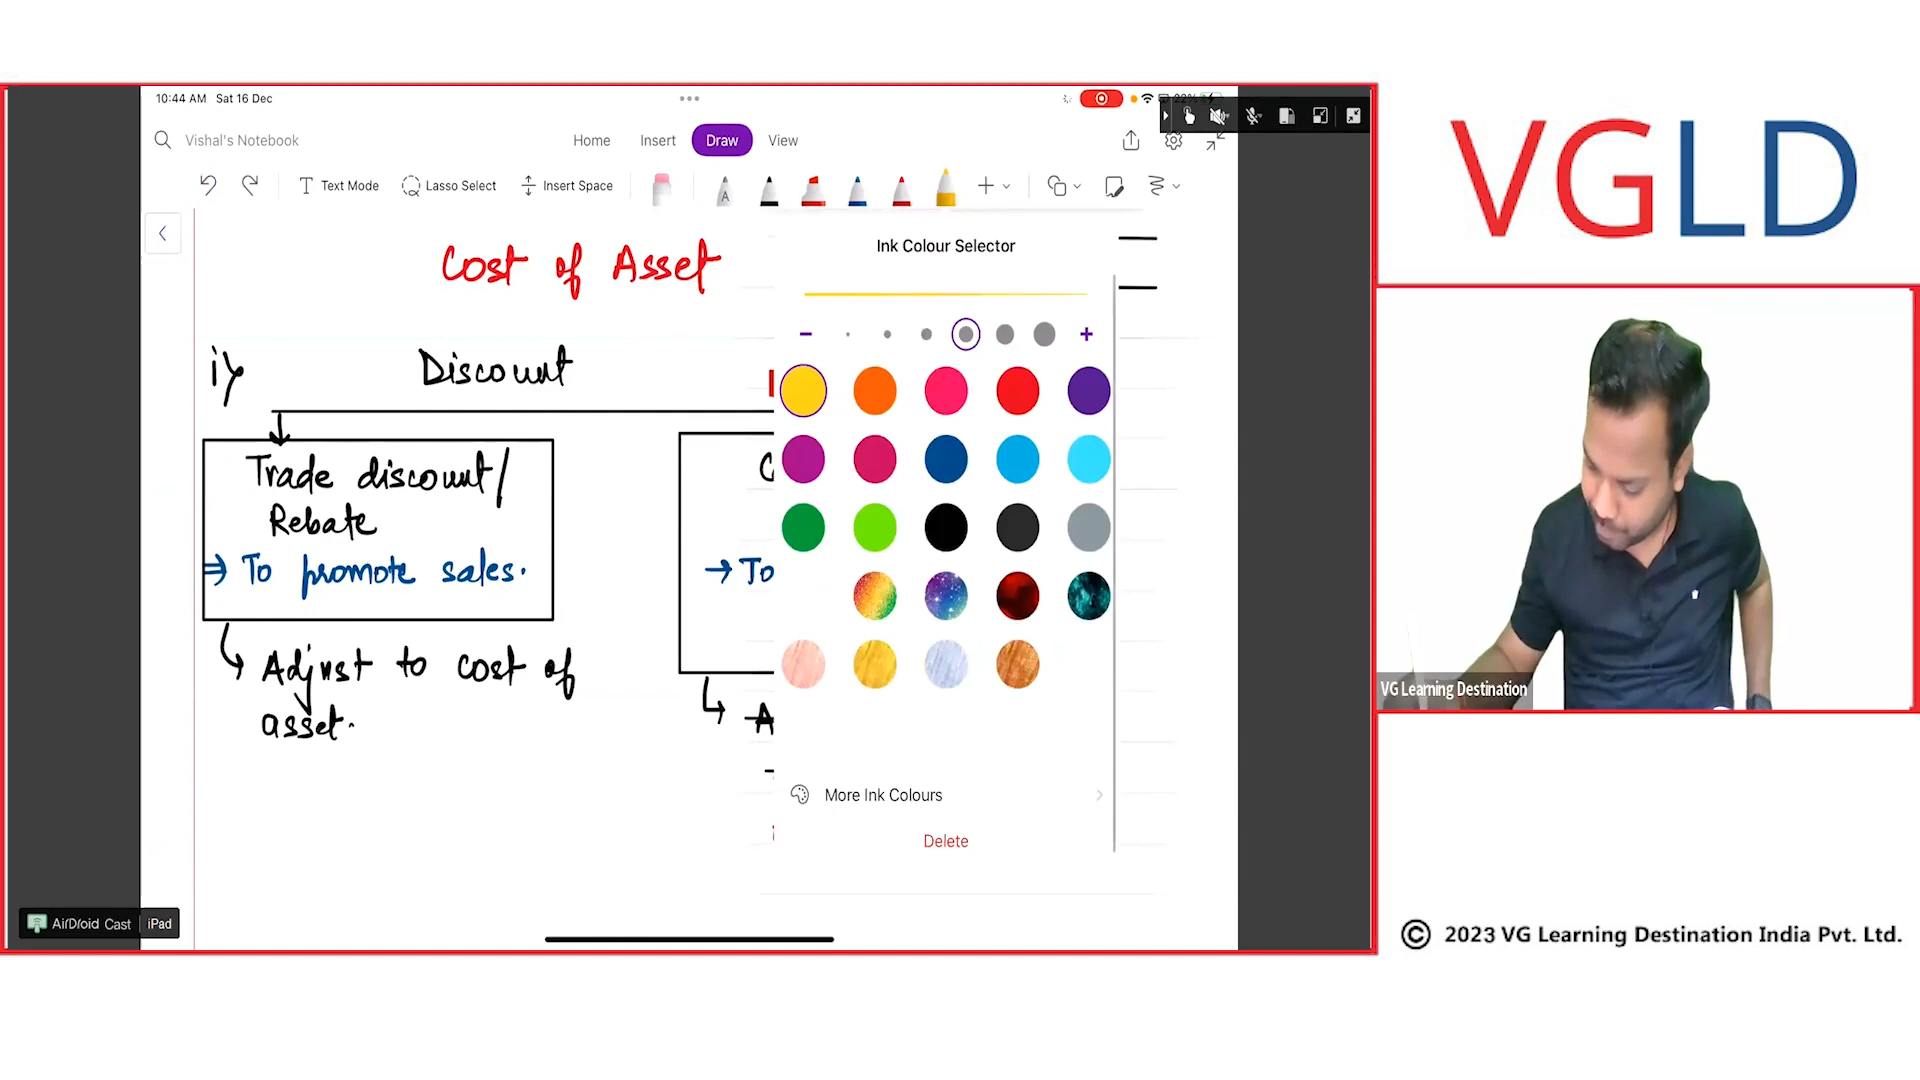 10:44 AM Sat 16 Dec
22%
Vishal's Notebook
Home Insert Draw View
Text Mode Lasso Select Insert Space
A
Ink Colour Selector
Cost of Asset
i)
Discount
Trade discount/
Rebate
⇒ To promote sales.
→ To
Adjust to cost of
asset.
More Ink Colours
Delete
AirDroid Cast iPad
VGLD
VG Learning Destination
© 2023 VG Learning Destination India Pvt. Ltd.